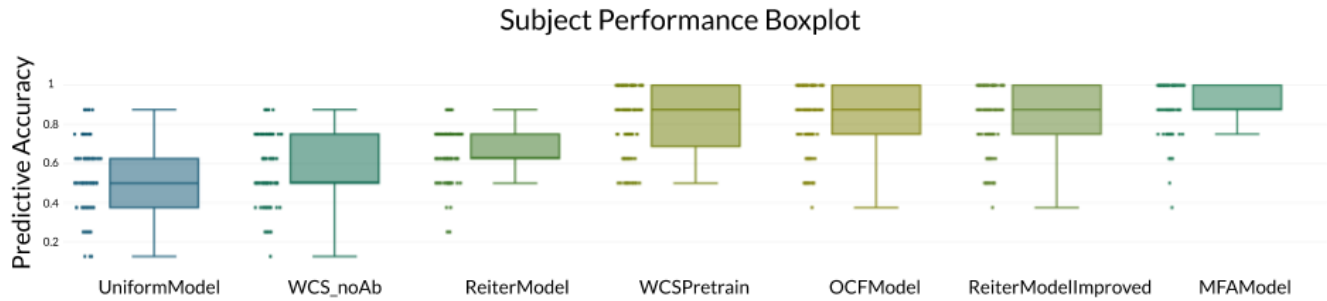 Subject Performance Boxplot
Predictive Accuracy
1
0.8
0.6
0.4
0.2
UniformModel WCS_noAb ReiterModel WCSPretrain OCFModel ReiterModelImproved MFAModel